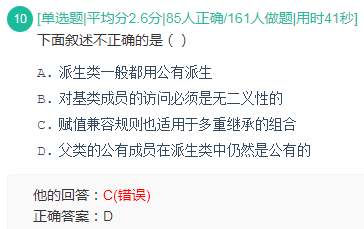 10 [单选题|平均分2.6分|85人正确/161人做题|用时41秒]
下面叙述不正确的是 ( )
A. 派生类一般都用公有派生
B. 对基类成员的访问必须是无二义性的
C. 赋值兼容规则也适用于多重继承的组合
D. 父类的公有成员在派生类中仍然是公有的
他的回答：C(错误)
正确答案：D